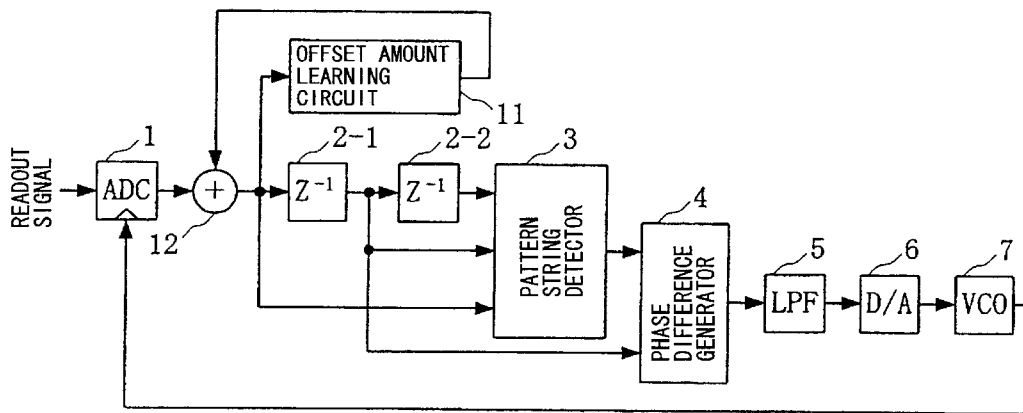 OFFSET AMOUNT
LEARNING
CIRCUIT
11
1
2-1
2-2
3
READOUT
SIGNAL
ADC
+
12
Z⁻¹
Z⁻¹
PATTERN
STRING
DETECTOR
4
PHASE
DIFFERENCE
GENERATOR
5
LPF
6
D/A
7
VCO